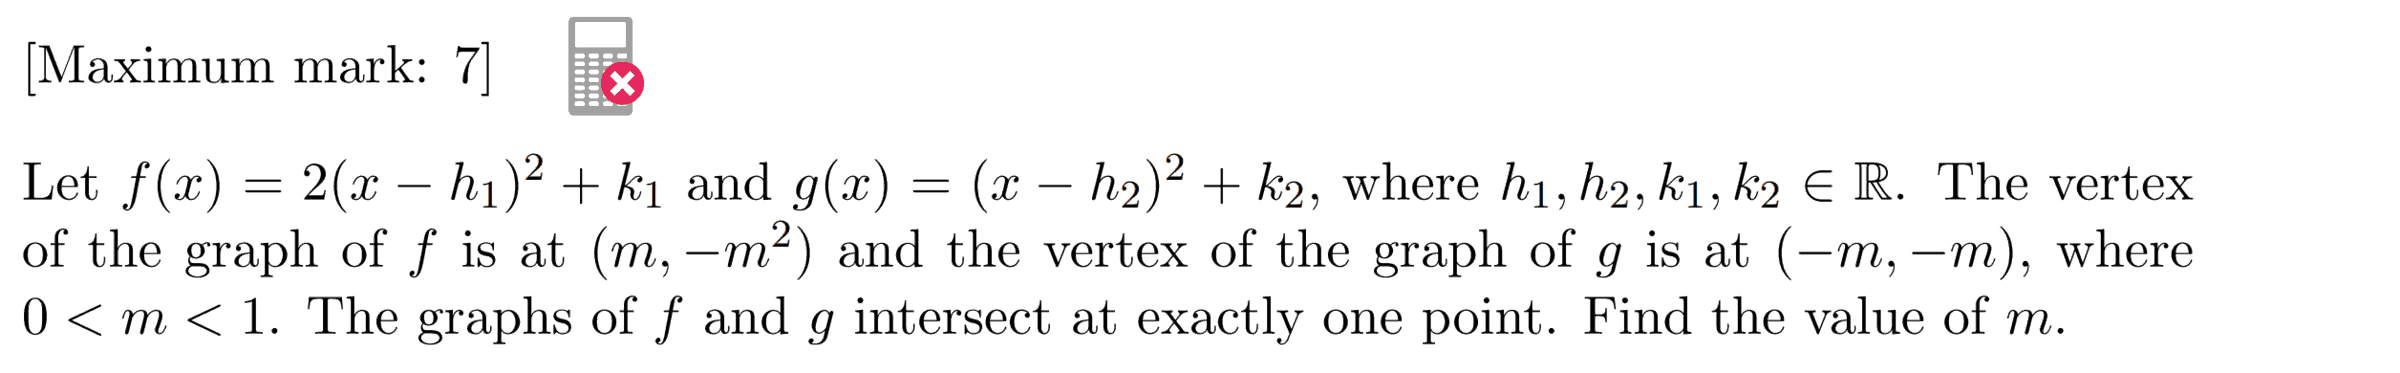 [Maximum mark: 7]
Let f(x) = 2(x − h₁)² + k₁ and g(x) = (x − h₂)² + k₂, where h₁, h₂, k₁, k₂ ∈ ℝ. The vertex
of the graph of f is at (m, −m²) and the vertex of the graph of g is at (−m, −m), where
0 < m < 1. The graphs of f and g intersect at exactly one point. Find the value of m.